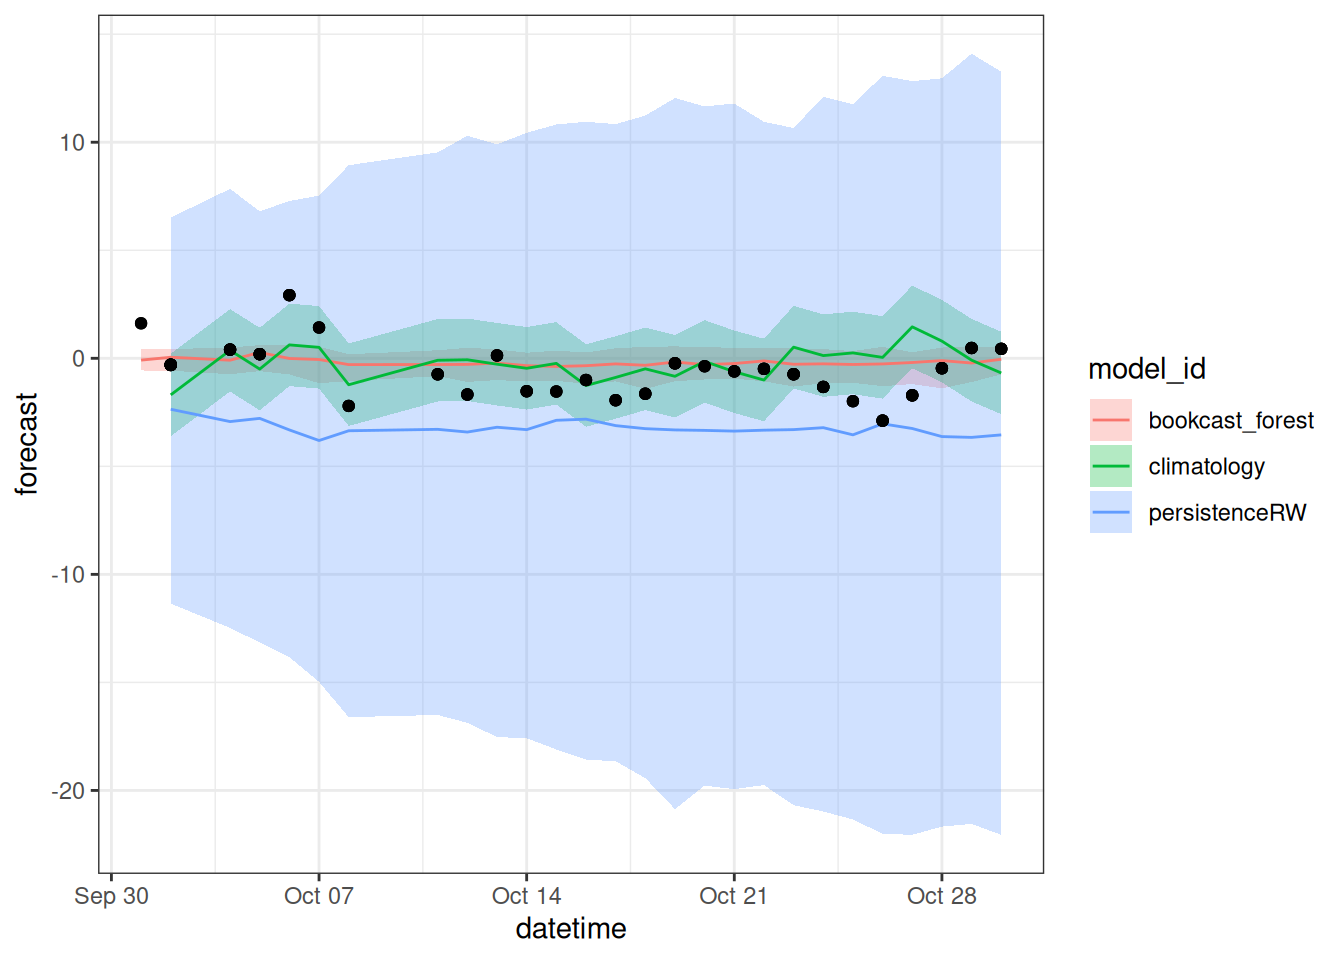 10
0
-10
-20
forecast
Sep 30
Oct 07
Oct 14
Oct 21
Oct 28
datetime
model_id
bookcast_forest
climatology
persistenceRW